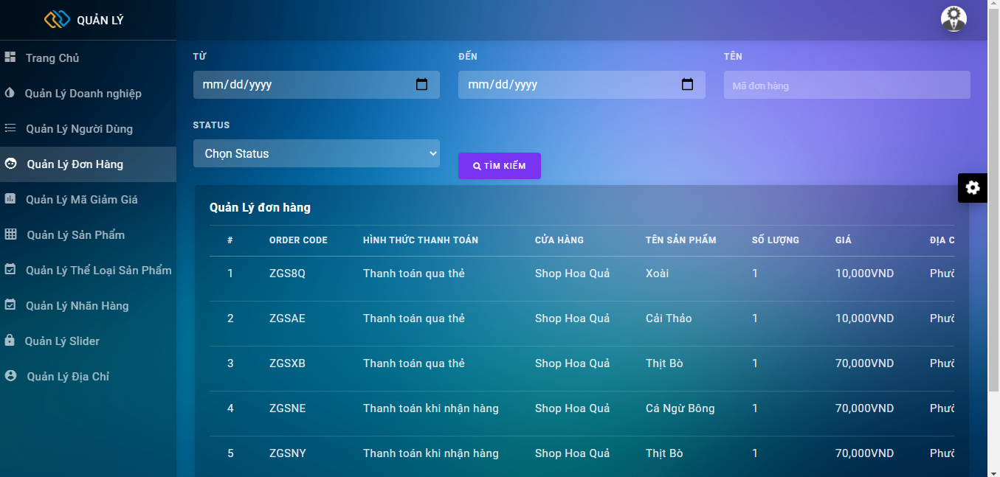 QUẢN LÝ
Trang Chủ
Quản Lý Doanh nghiệp
Quản Lý Người Dùng
Quản Lý Đơn Hàng
Quản Lý Mã Giảm Giá
Quản Lý Sản Phẩm
Quản Lý Thể Loại Sản Phẩm
Quản Lý Nhãn Hàng
Quản Lý Slider
Quản Lý Địa Chỉ
TỪ ĐẾN TÊN
mm/dd/yyyy mm/dd/yyyy Mã đơn hàng
STATUS
Chọn Status TÌM KIẾM
Quản Lý đơn hàng
# ORDER CODE HÌNH THỨC THANH TOÁN CỬA HÀNG TÊN SẢN PHẨM SỐ LƯỢNG GIÁ ĐỊA C
1 ZGS8Q Thanh toán qua thẻ Shop Hoa Quả Xoài 1 10,000VND
2 ZGSAE Thanh toán qua thẻ Shop Hoa Quả Cải Thảo 1 10,000VND
3 ZGSXB Thanh toán qua thẻ Shop Hoa Quả Thịt Bò 1 70,000VND
4 ZGSNE Thanh toán khi nhận hàng Shop Hoa Quả Cá Ngừ Bông 1 70,000VND
5 ZGSNY Thanh toán khi nhận hàng Shop Hoa Quả Thịt Bò 1 70,000VND